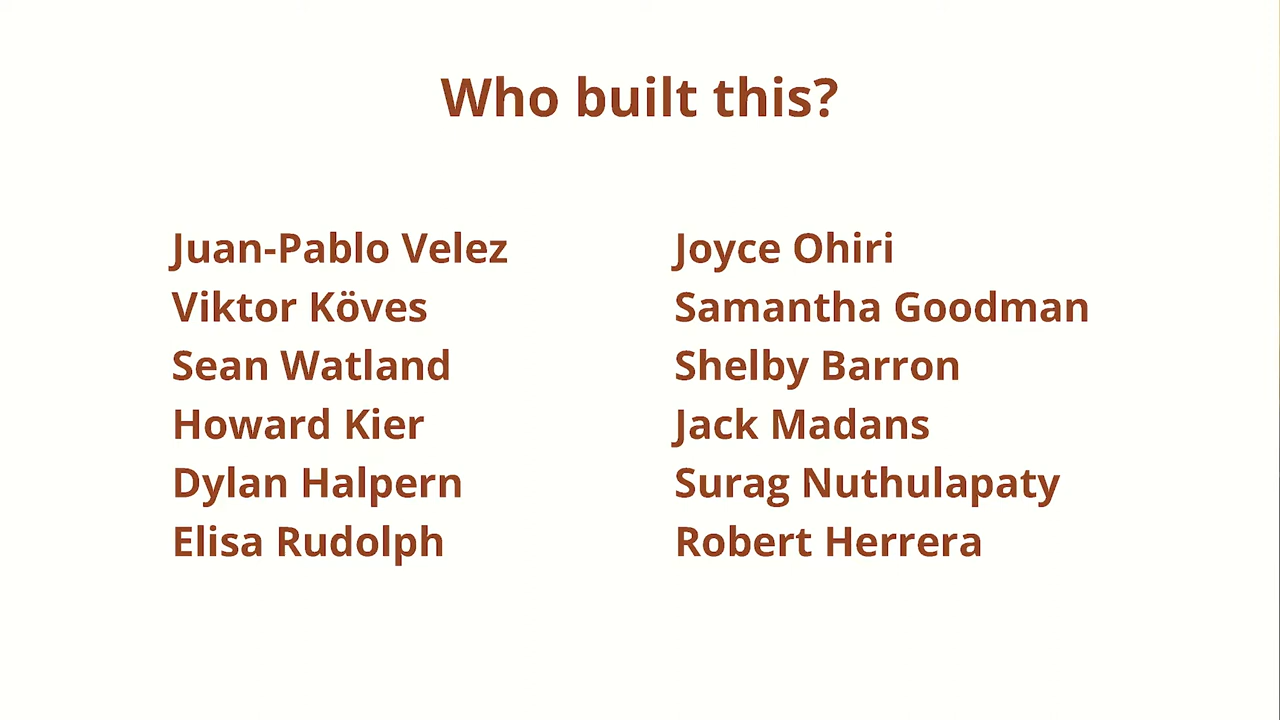 Who built this?
Juan-Pablo Velez
Viktor Köves
Sean Watland
Howard Kier
Dylan Halpern
Elisa Rudolph
Joyce Ohiri
Samantha Goodman
Shelby Barron
Jack Madans
Surag Nuthulapaty
Robert Herrera